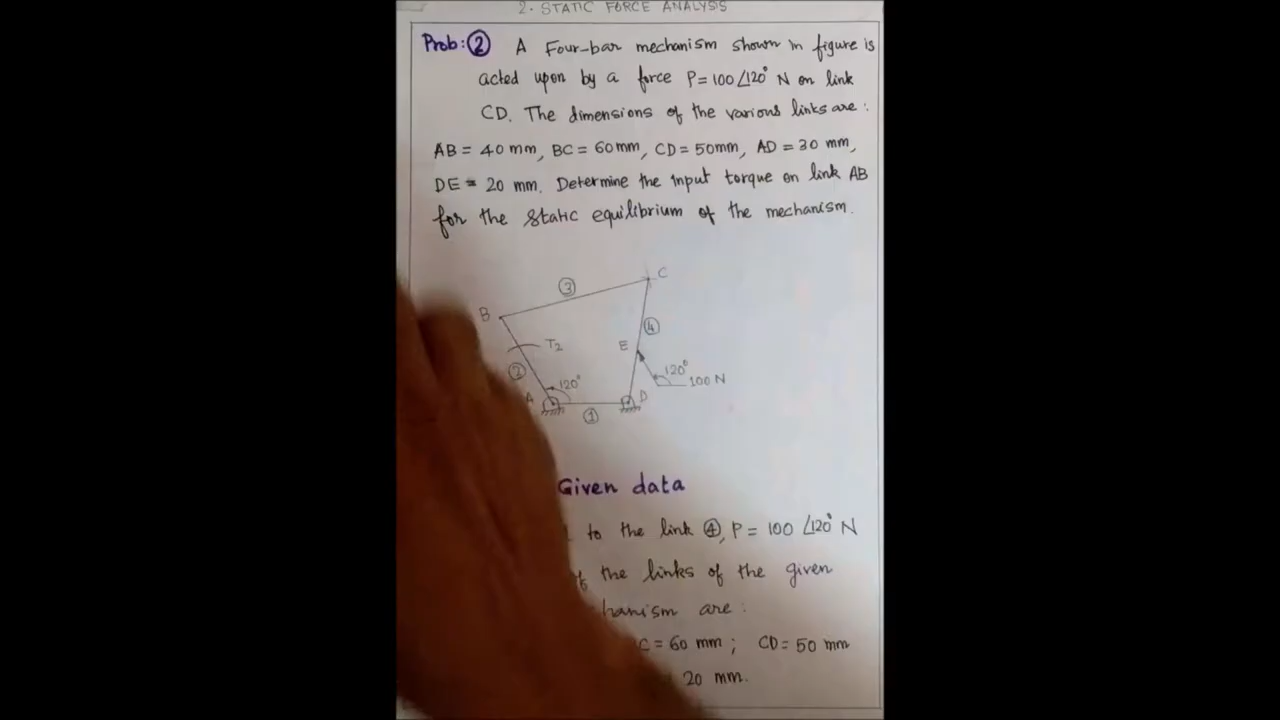 2. STATIC FORCE ANALYSIS
Prob: ② A Four-bar mechanism shown in figure is
acted upon by a force P = 100 ∠120° N on link
CD. The dimensions of the various links are:
AB = 40 mm, BC = 60 mm, CD = 50 mm, AD = 30 mm,
DE = 20 mm. Determine the input torque on link AB
for the static equilibrium of the mechanism.
C
③
B
④
T2
E
②
120°
120°
100 N
A
D
①
Given data
to the link ④, P = 100 ∠120° N
of the links of the given
hanism are:
C = 60 mm; CD = 50 mm
20 mm.